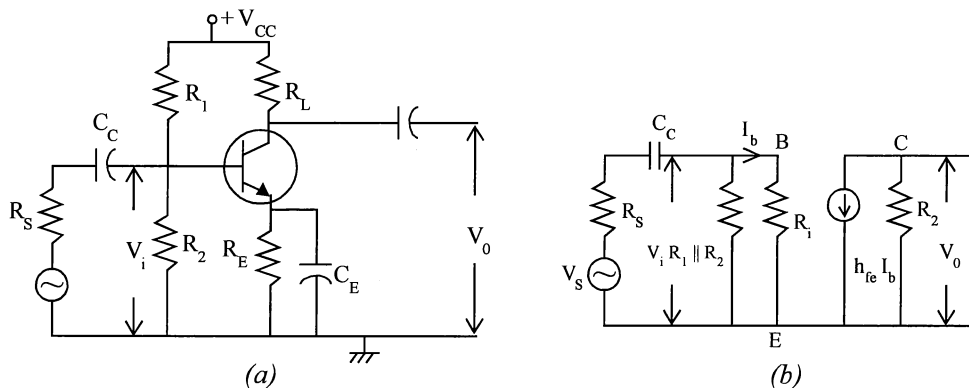 + V_CC
R_1
R_L
C_C
R_S
V_i
R_2
R_E
C_E
V_0
(a)
C_C
I_b
B
C
R_S
V_S
V_i R_1 || R_2
R_i
h_fe I_b
R_2
V_0
E
(b)